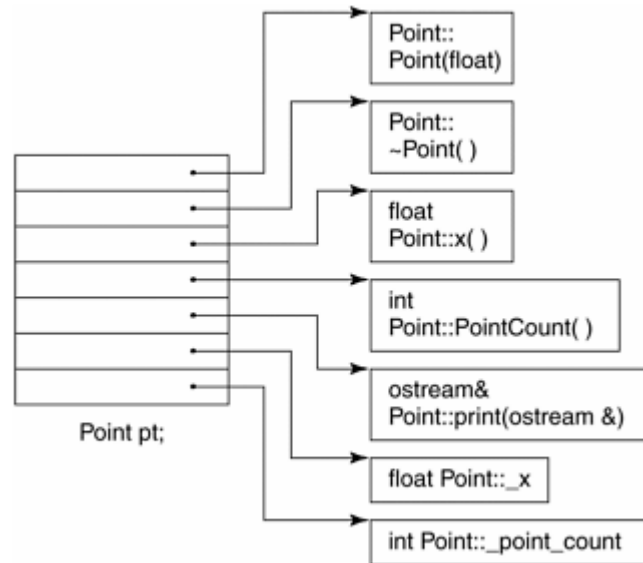 Point::
Point(float)
Point::
~Point( )
float
Point::x( )
int
Point::PointCount( )
ostream&
Point::print(ostream &)
Point pt;
float Point::_x
int Point::_point_count